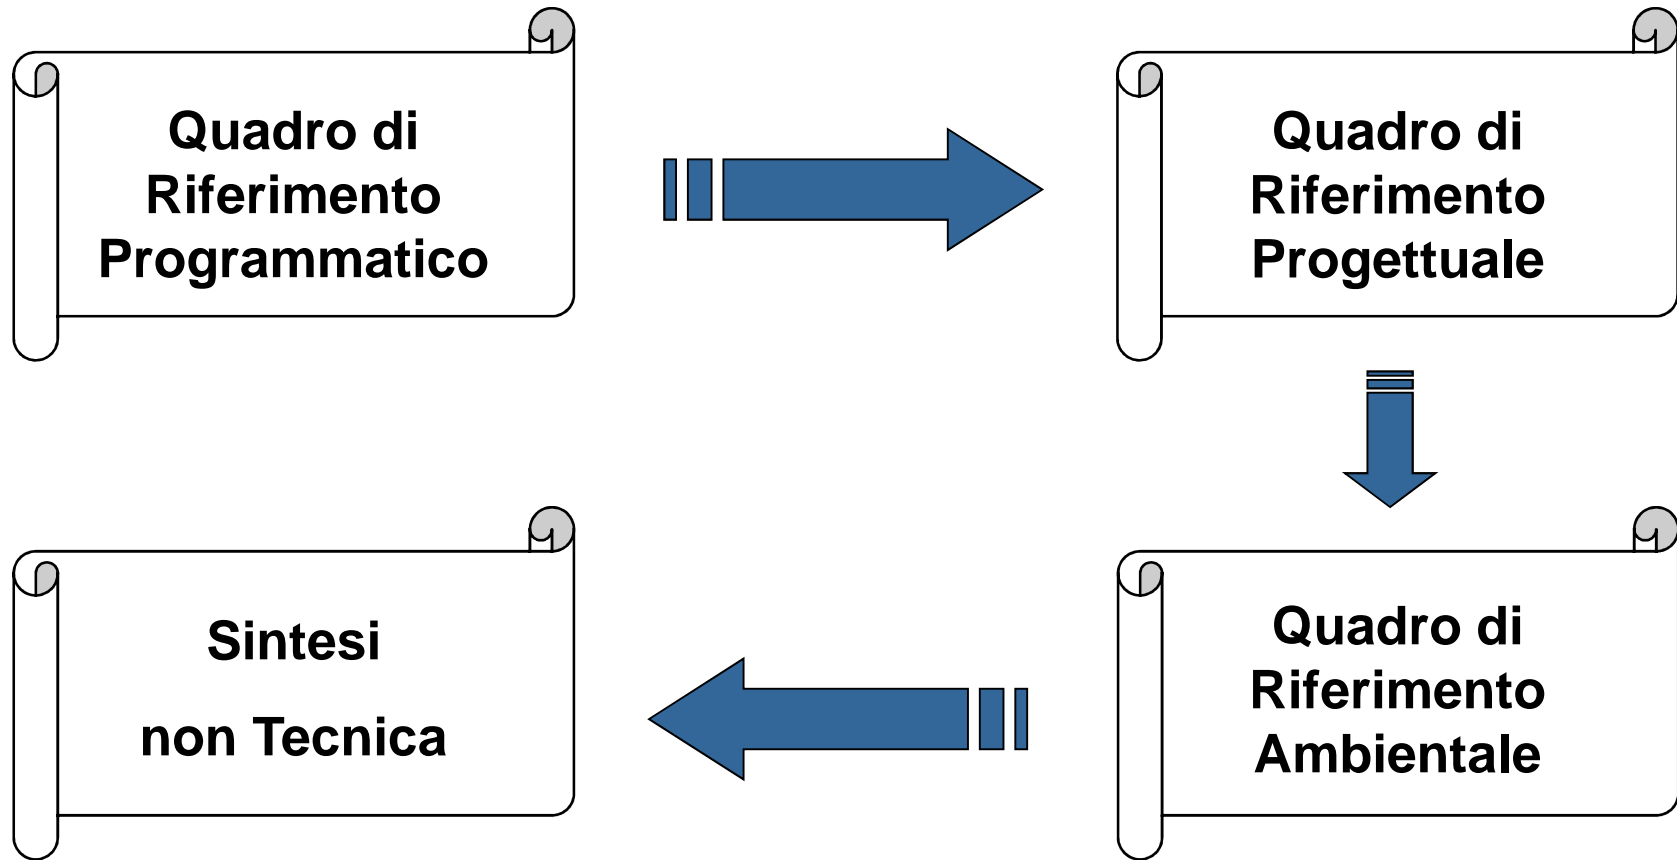 Quadro di
Riferimento
Programmatico
Quadro di
Riferimento
Progettuale
Sintesi
non Tecnica
Quadro di
Riferimento
Ambientale